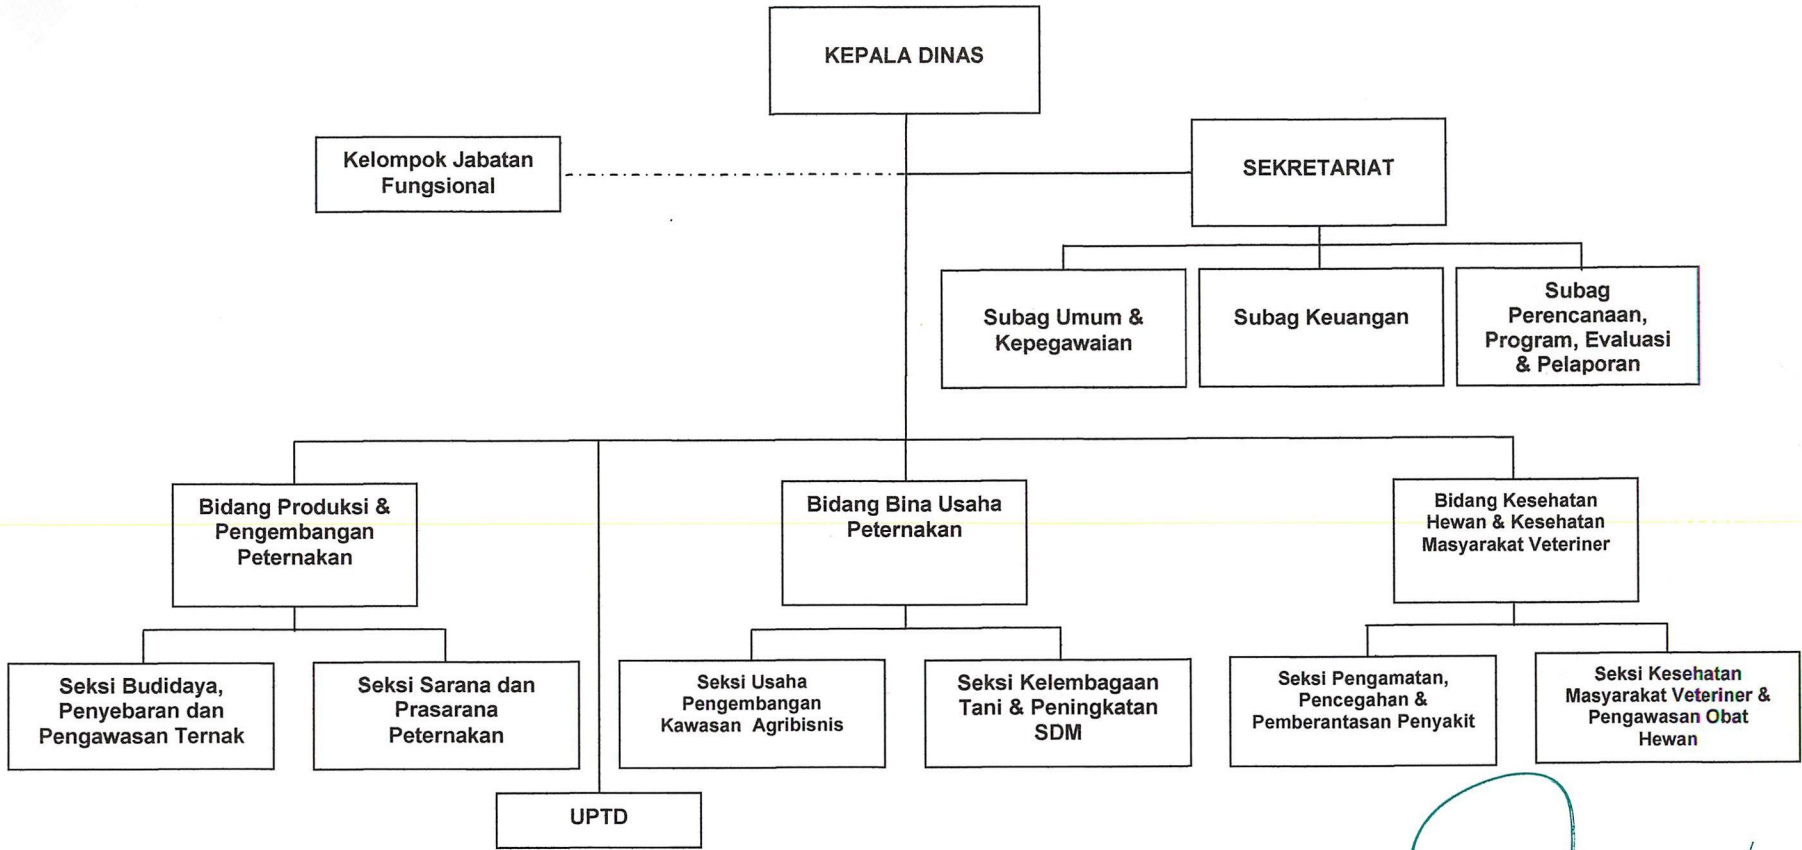 KEPALA DINAS
Kelompok Jabatan
Fungsional
SEKRETARIAT
Subag Umum &
Kepegawaian
Subag Keuangan
Subag
Perencanaan,
Program, Evaluasi
& Pelaporan
Bidang Produksi &
Pengembangan
Peternakan
Bidang Bina Usaha
Peternakan
Bidang Kesehatan
Hewan & Kesehatan
Masyarakat Veteriner
Seksi Budidaya,
Penyebaran dan
Pengawasan Ternak
Seksi Sarana dan
Prasarana
Peternakan
Seksi Usaha
Pengembangan
Kawasan Agribisnis
Seksi Kelembagaan
Tani & Peningkatan
SDM
Seksi Pengamatan,
Pencegahan &
Pemberantasan Penyakit
Seksi Kesehatan
Masyarakat Veteriner &
Pengawasan Obat
Hewan
UPTD